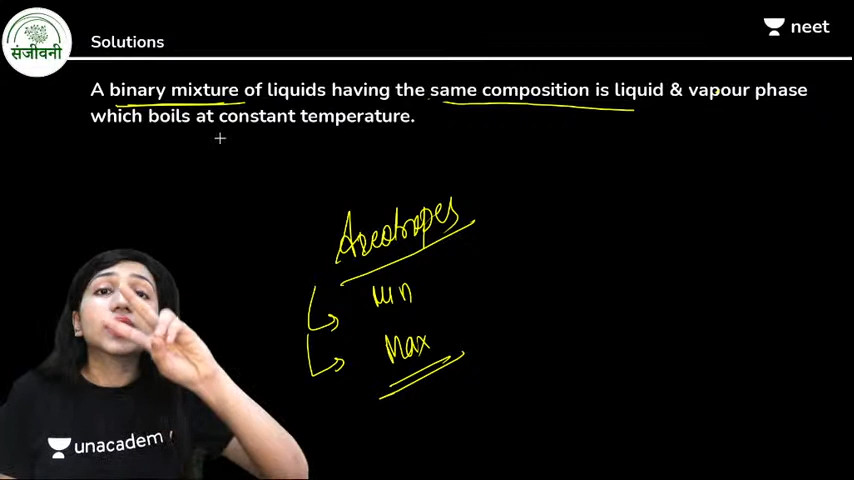 संजीवनी
Solutions
neet
A binary mixture of liquids having the same composition is liquid & vapour phase
which boils at constant temperature.
Azeotropes
Min
Max
unacadem